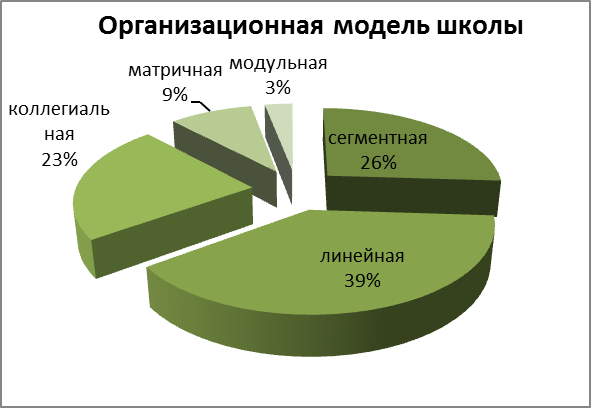 Организационная модель школы
модульная
3%
матричная
9%
коллегиаль
ная
23%
сегментная
26%
линейная
39%